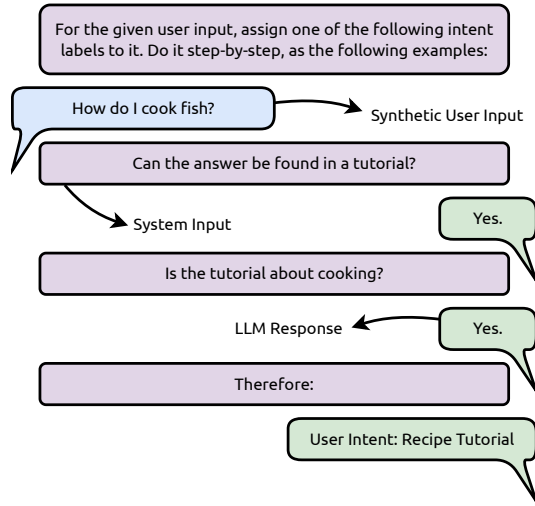 For the given user input, assign one of the following intent
labels to it. Do it step-by-step, as the following examples:
How do I cook fish?
Synthetic User Input
Can the answer be found in a tutorial?
System Input
Yes.
Is the tutorial about cooking?
LLM Response
Yes.
Therefore:
User Intent: Recipe Tutorial